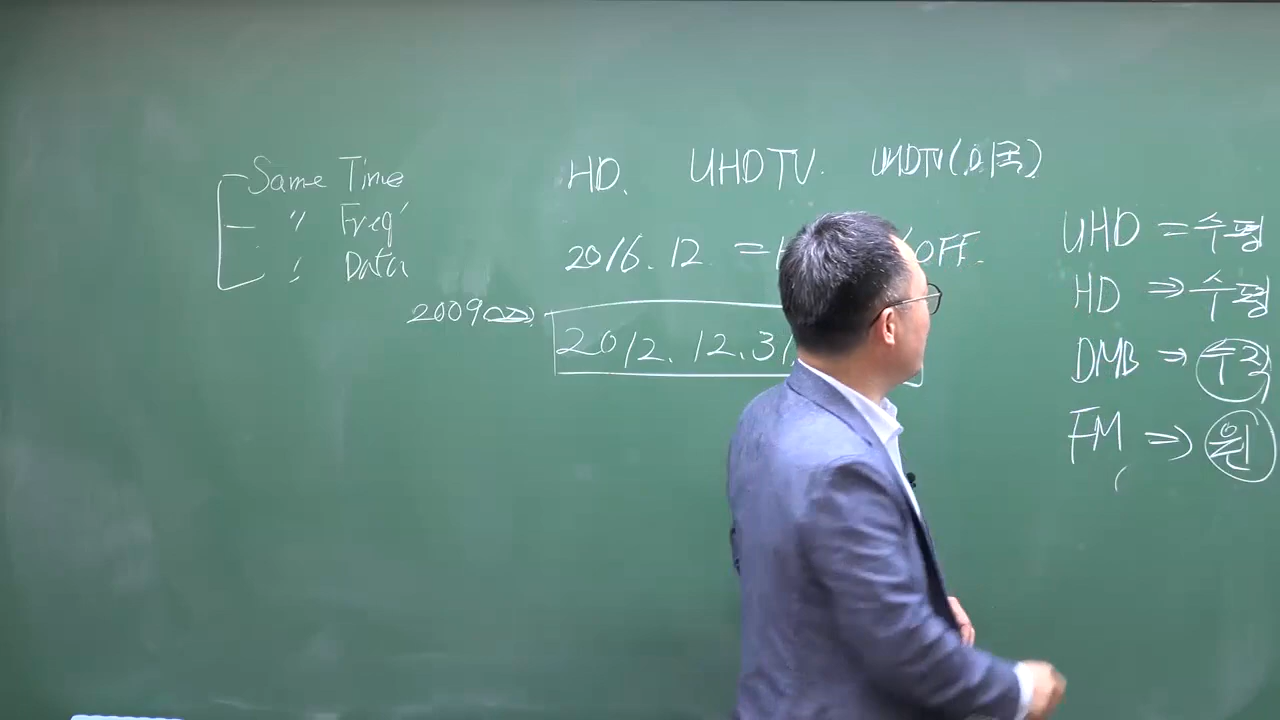 Same Time
〃 Freq'
〃 Data
HD. UHDTV. UHDTV(미국)
2016.12. = OFF.
2009 →
2012.12.31.
UHD = 수평
HD ⇒ 수평
DMB ⇒ 수직
FM ⇒ 원